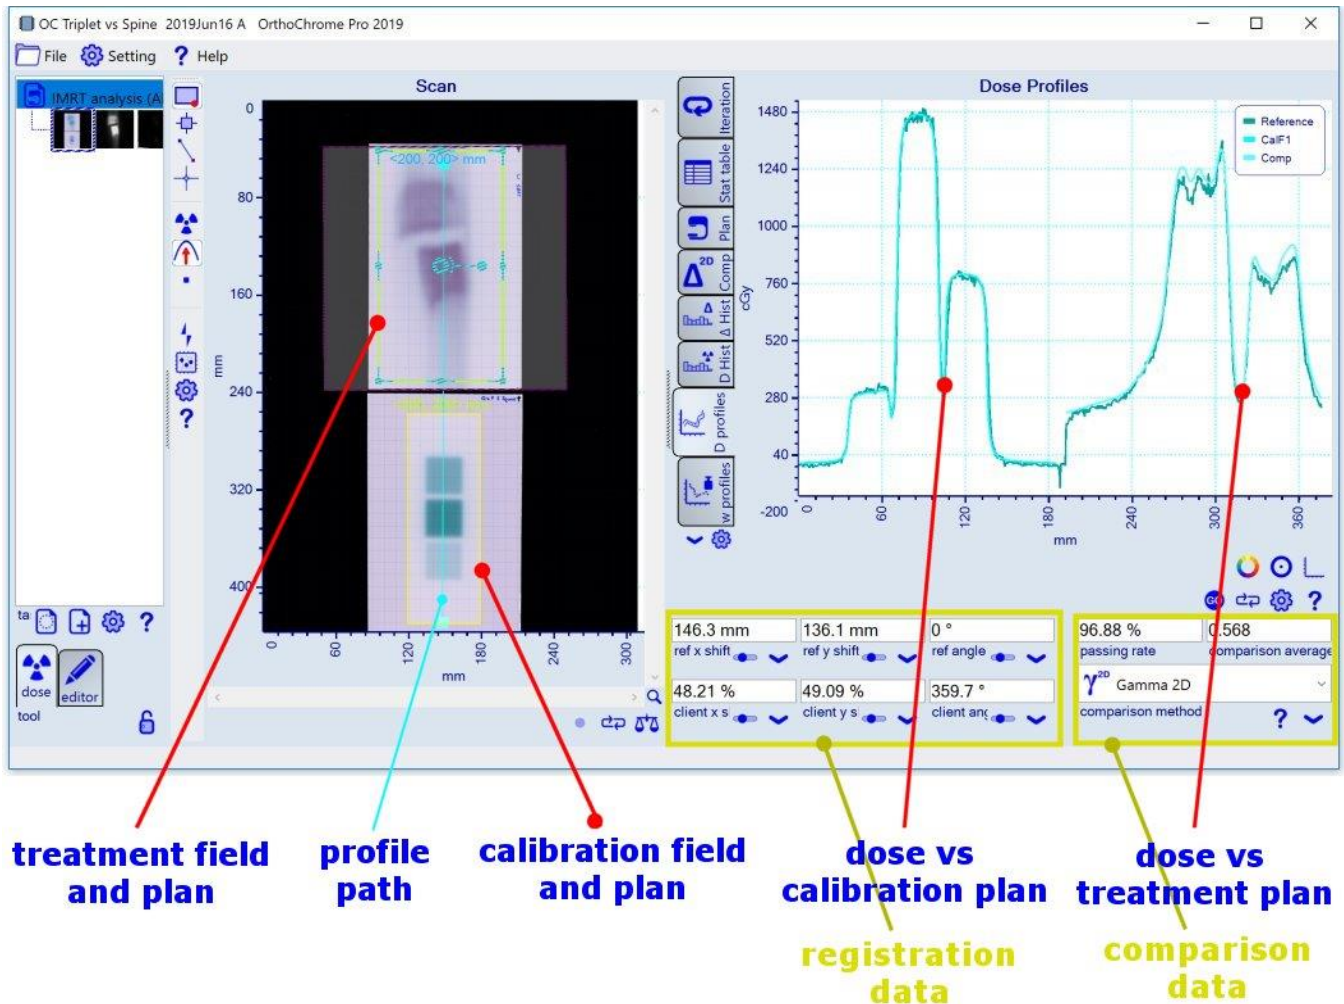 OC Triplet vs Spine 2019Jun16 A OrthoChrome Pro 2019
File Setting ? Help
IMRT analysis (A
Scan
0
80
160
240
320
400
mm
<200, 200> mm
0 60 120 180 240 300
mm
Iteration
Stat table
Plan
2D Comp
Δ Hist
D Hist
D profiles
w profiles
Dose Profiles
1480
1240
1000
760
520
280
40
-200
cGy
Reference
CalF1
Comp
0 60 120 180 240 300 360
mm
ta
dose
editor
tool
GO
146.3 mm 136.1 mm 0 °
ref x shift ref y shift ref angle
48.21 % 49.09 % 359.7 °
client x s client y s client ang
96.88 % 0.568
passing rate comparison average
γ2D Gamma 2D
comparison method
treatment field
and plan
profile
path
calibration field
and plan
dose vs
calibration plan
dose vs
treatment plan
registration
data
comparison
data